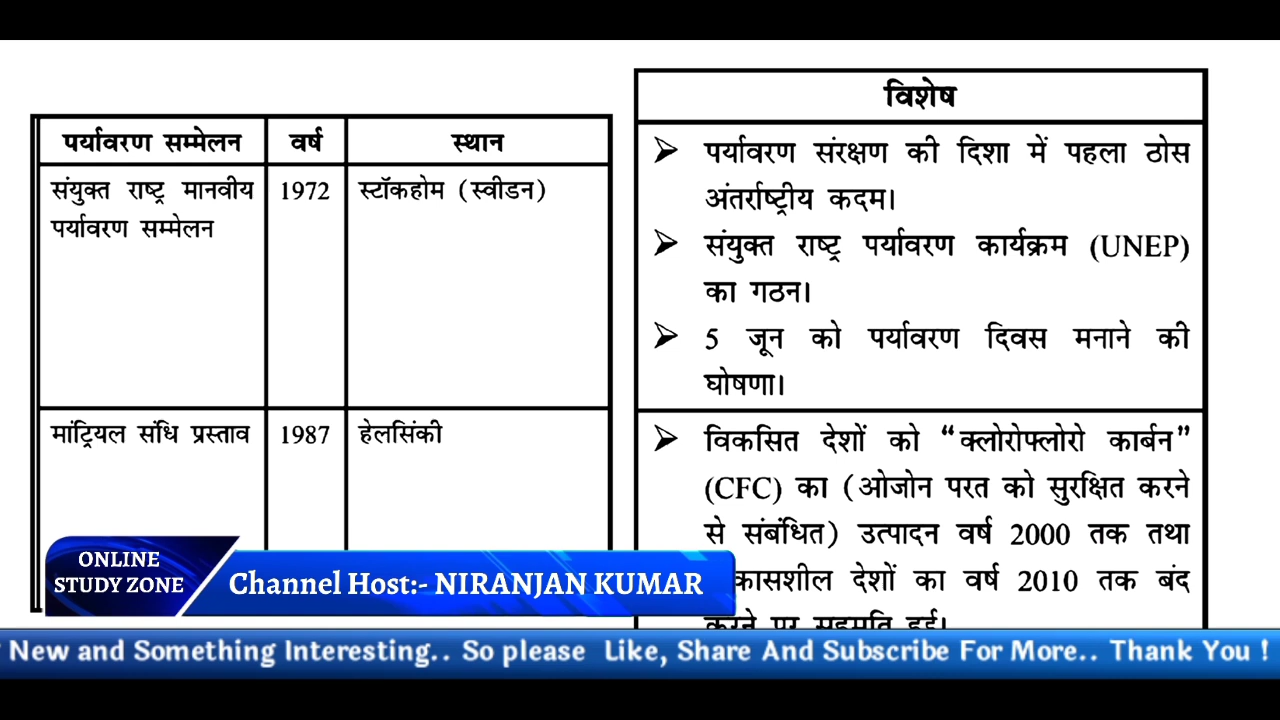 पर्यावरण सम्मेलन वर्ष स्थान
संयुक्त राष्ट्र मानवीय 1972 स्टॉकहोम (स्वीडन)
पर्यावरण सम्मेलन
मांट्रियल संधि प्रस्ताव 1987 हेलसिंकी
विशेष
➢ पर्यावरण संरक्षण की दिशा में पहला ठोस
अंतर्राष्ट्रीय कदम।
➢ संयुक्त राष्ट्र पर्यावरण कार्यक्रम (UNEP)
का गठन।
➢ 5 जून को पर्यावरण दिवस मनाने की
घोषणा।
➢ विकसित देशों को “क्लोरोफ्लोरो कार्बन”
(CFC) का (ओजोन परत को सुरक्षित करने
से संबंधित) उत्पादन वर्ष 2000 तक तथा
देशों का वर्ष 2010 तक बंद
करने पर सहमति हुई।
ONLINE
STUDY ZONE
Channel Host:- NIRANJAN KUMAR
New and Something Interesting.. So please Like, Share And Subscribe For More.. Thank You !